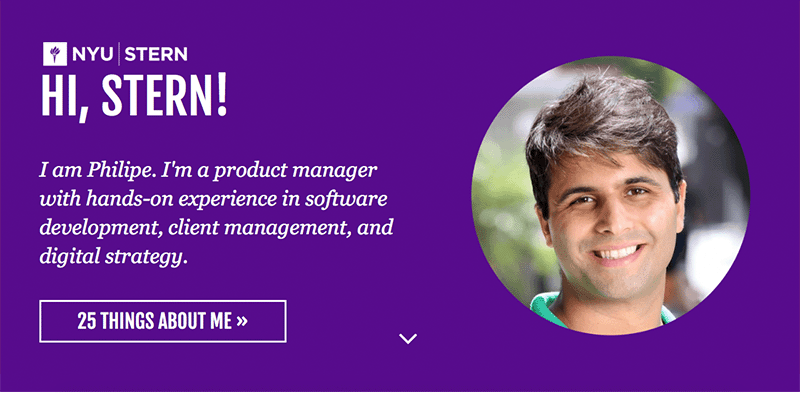 NYU STERN
HI, STERN!
I am Philipe. I'm a product manager
with hands-on experience in software
development, client management, and
digital strategy.
25 THINGS ABOUT ME »